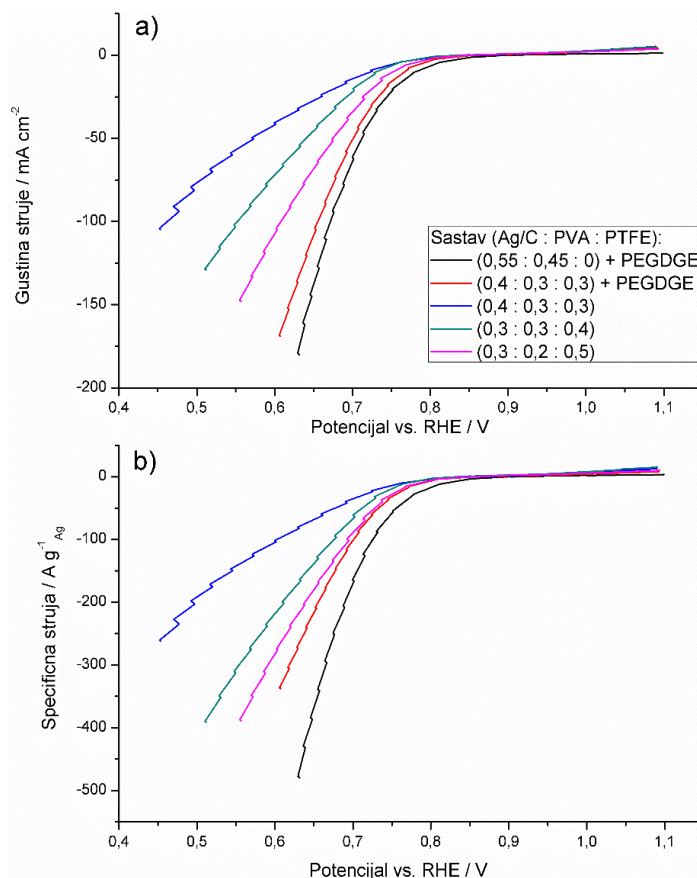 a)
Gustina struje / mA cm-2
0
-50
-100
-150
-200
Sastav (Ag/C : PVA : PTFE):
(0,55 : 0,45 : 0) + PEGDGE
(0,4 : 0,3 : 0,3) + PEGDGE
(0,4 : 0,3 : 0,3)
(0,3 : 0,3 : 0,4)
(0,3 : 0,2 : 0,5)
0,4 0,5 0,6 0,7 0,8 0,9 1,0 1,1
Potencijal vs. RHE / V
b)
Specificna struja / A g-1Ag
0
-100
-200
-300
-400
-500
0,4 0,5 0,6 0,7 0,8 0,9 1,0 1,1
Potencijal vs. RHE / V